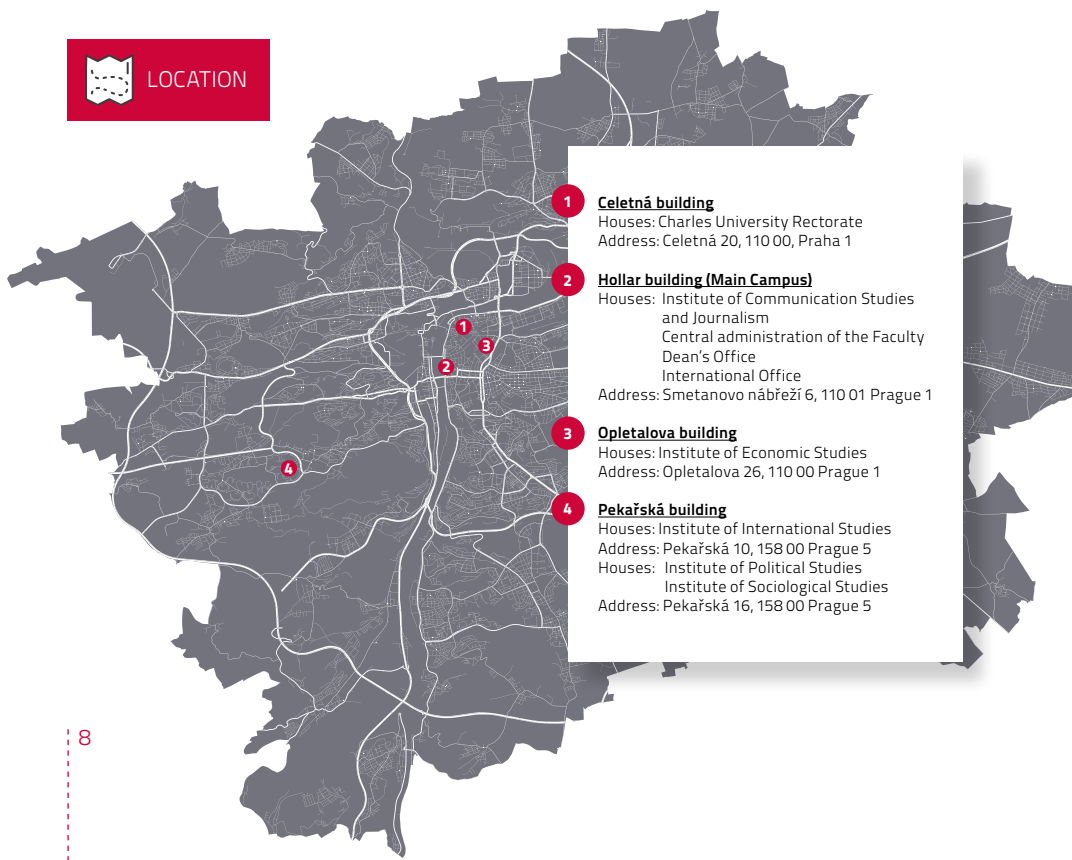 LOCATION
1
Celetná building
Houses: Charles University Rectorate
Address: Celetná 20, 110 00, Praha 1
2
Hollar building (Main Campus)
Houses: Institute of Communication Studies
and Journalism
Central administration of the Faculty
Dean’s Office
International Office
Address: Smetanovo nábřeží 6, 110 01 Prague 1
3
Opletalova building
Houses: Institute of Economic Studies
Address: Opletalova 26, 110 00 Prague 1
4
Pekařská building
Houses: Institute of International Studies
Address: Pekařská 10, 158 00 Prague 5
Houses: Institute of Political Studies
Institute of Sociological Studies
Address: Pekařská 16, 158 00 Prague 5
1
3
2
4
8